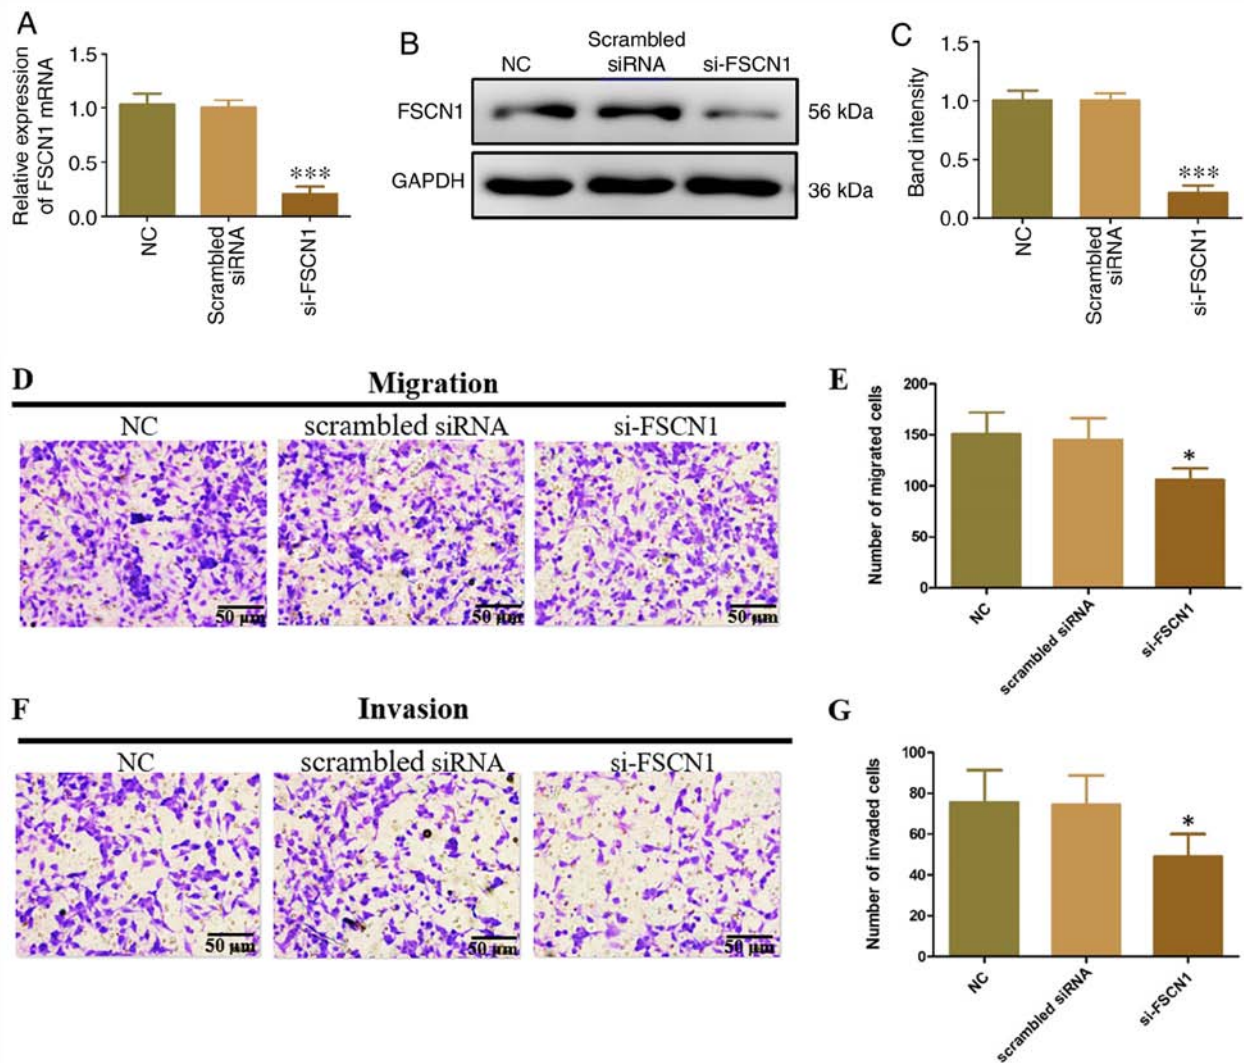 A
Relative expression
of FSCN1 mRNA
1.5
1.0
0.5
0.0
***
NC
Scrambled
siRNA
si-FSCN1
B
NC
Scrambled
siRNA
si-FSCN1
FSCN1
56 kDa
GAPDH
36 kDa
C
Band intensity
1.5
1.0
0.5
0.0
***
NC
Scrambled
siRNA
si-FSCN1
D
Migration
NC
scrambled siRNA
si-FSCN1
50 μm
50 μm
50 μm
E
Number of migrated cells
200
150
100
50
0
*
NC
scrambled siRNA
si-FSCN1
F
Invasion
NC
scrambled siRNA
si-FSCN1
50 μm
50 μm
50 μm
G
Number of invaded cells
100
80
60
40
20
0
*
NC
scrambled siRNA
si-FSCN1